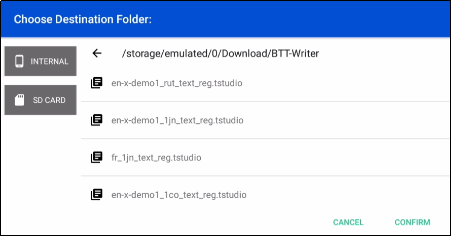 Choose Destination Folder:
INTERNAL
/storage/emulated/0/Download/BTT-Writer
en-x-demo1_rut_text_reg.tstudio
SD CARD
en-x-demo1_1jn_text_reg.tstudio
fr_1jn_text_reg.tstudio
en-x-demo1_1co_text_reg.tstudio
CANCEL
CONFIRM